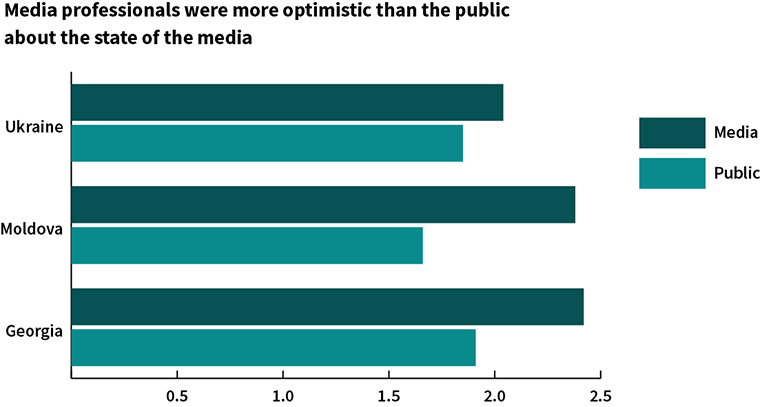 Media professionals were more optimistic than the public
about the state of the media
Ukraine
Moldova
Georgia
0.5 1.0 1.5 2.0 2.5
Media
Public